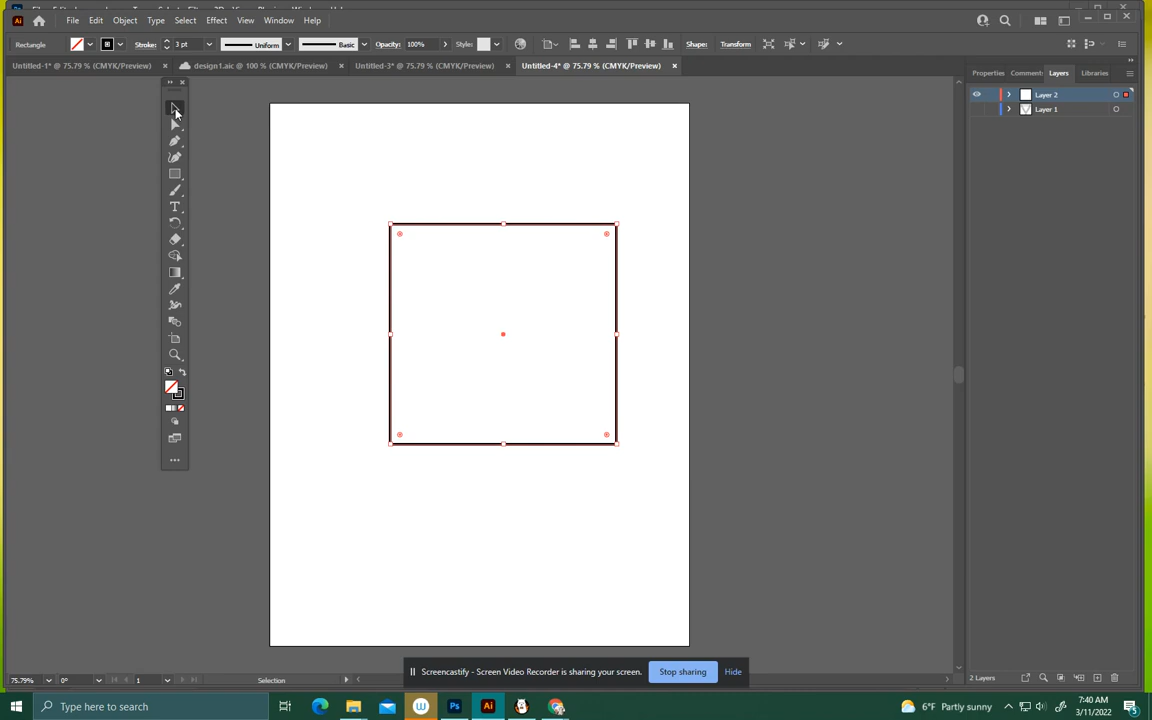 Ai File Edit Object Type Select Effect View Window Help
Rectangle Stroke: 3 pt Uniform Basic Opacity: 100% Style: Shape: Transform
Untitled-1* @ 75.79 % (CMYK/Preview) × design1.aic @ 100 % (CMYK/Preview) × Untitled-3* @ 75.79 % (CMYK/Preview) × Untitled-4* @ 75.79 % (CMYK/Preview) ×
Properties Comments Layers Libraries
Layer 2
Layer 1
T
Screencastify - Screen Video Recorder is sharing your screen. Stop sharing Hide
75.79% 0° 1 Selection 2 Layers
Type here to search W Ps Ai 6°F Partly sunny 7:40 AM
3/11/2022 5